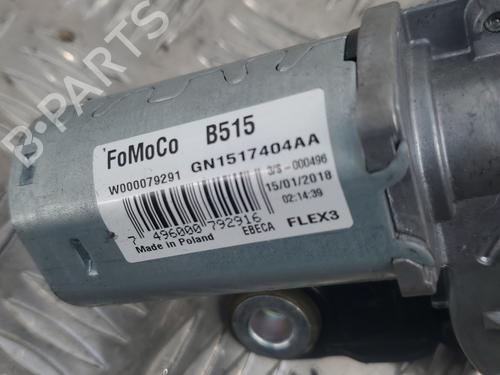 B-PARTS
FoMoCo B515
GN1517404AA
W000079291
3/S-000496
15/01/2018
02:14:39
7 496000 792916
EBECA FLEX3
Made in Poland